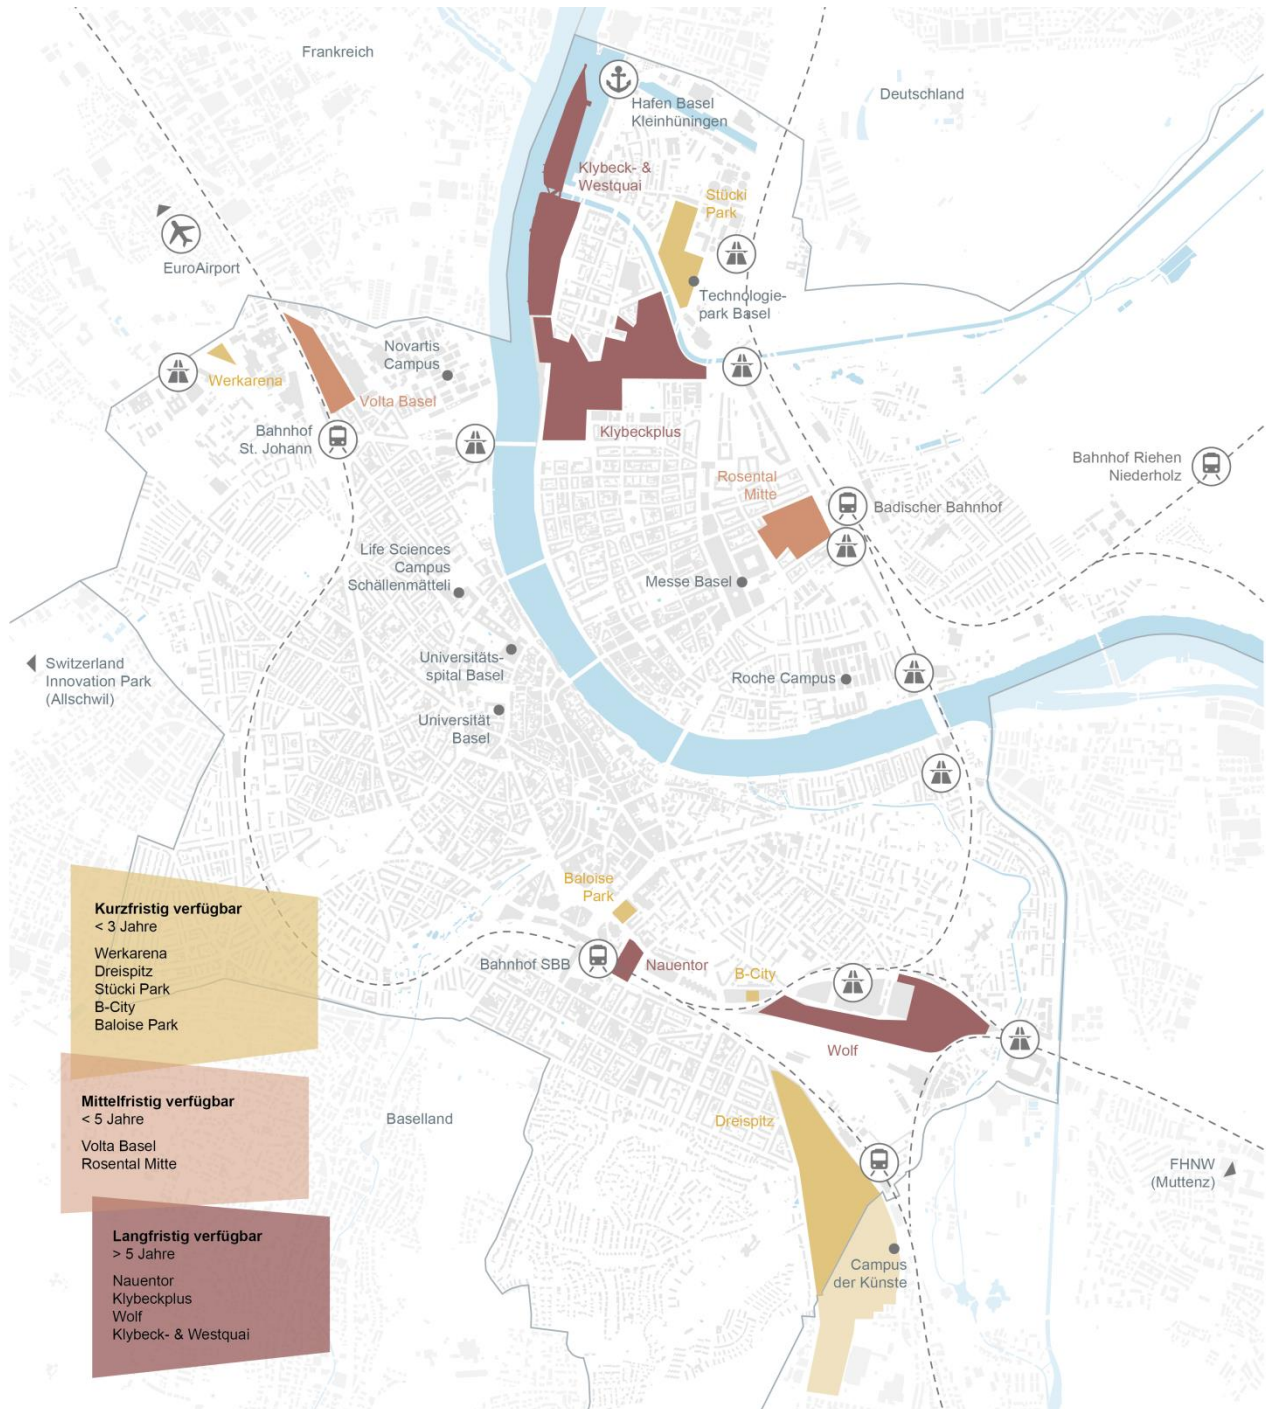 Frankreich
Deutschland
Hafen Basel
Kleinhüningen
Klybeck- &
Westquai
Stücki
Park
EuroAirport
Technologie-
park Basel
Novartis
Campus
Werkarena
Volta Basel
Bahnhof
St. Johann
Klybeckplus
Bahnhof Riehen
Niederholz
Rosental
Mitte
Badischer Bahnhof
Life Sciences
Campus
Schällenmätteli
Messe Basel
Switzerland
Innovation Park
(Allschwil)
Universitäts-
spital Basel
Roche Campus
Universität
Basel
Baloise
Park
Kurzfristig verfügbar
< 3 Jahre
Werkarena
Dreispitz
Stücki Park
B-City
Baloise Park
Bahnhof SBB
Nauentor
B-City
Wolf
Mittelfristig verfügbar
< 5 Jahre
Volta Basel
Rosental Mitte
Baselland
Dreispitz
FHNW
(Muttenz)
Langfristig verfügbar
> 5 Jahre
Nauentor
Klybeckplus
Wolf
Klybeck- & Westquai
Campus
der Künste